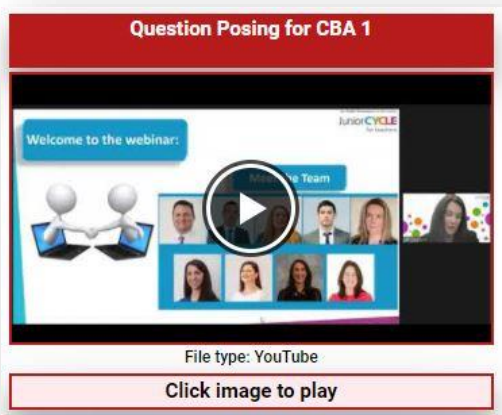 Question Posing for CBA 1
JuniorCYCLE
for teachers
Welcome to the webinar:
Team
File type: YouTube
Click image to play